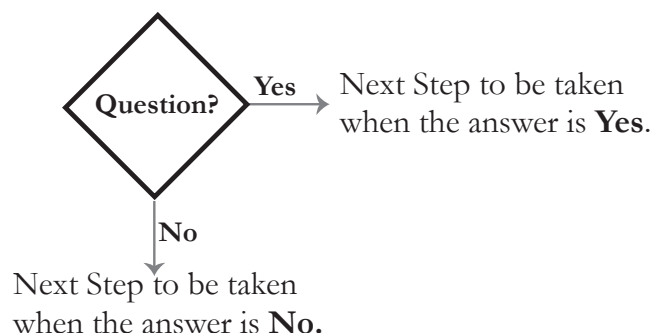 Question?
Yes
Next Step to be taken
when the answer is Yes.
No
Next Step to be taken
when the answer is No.